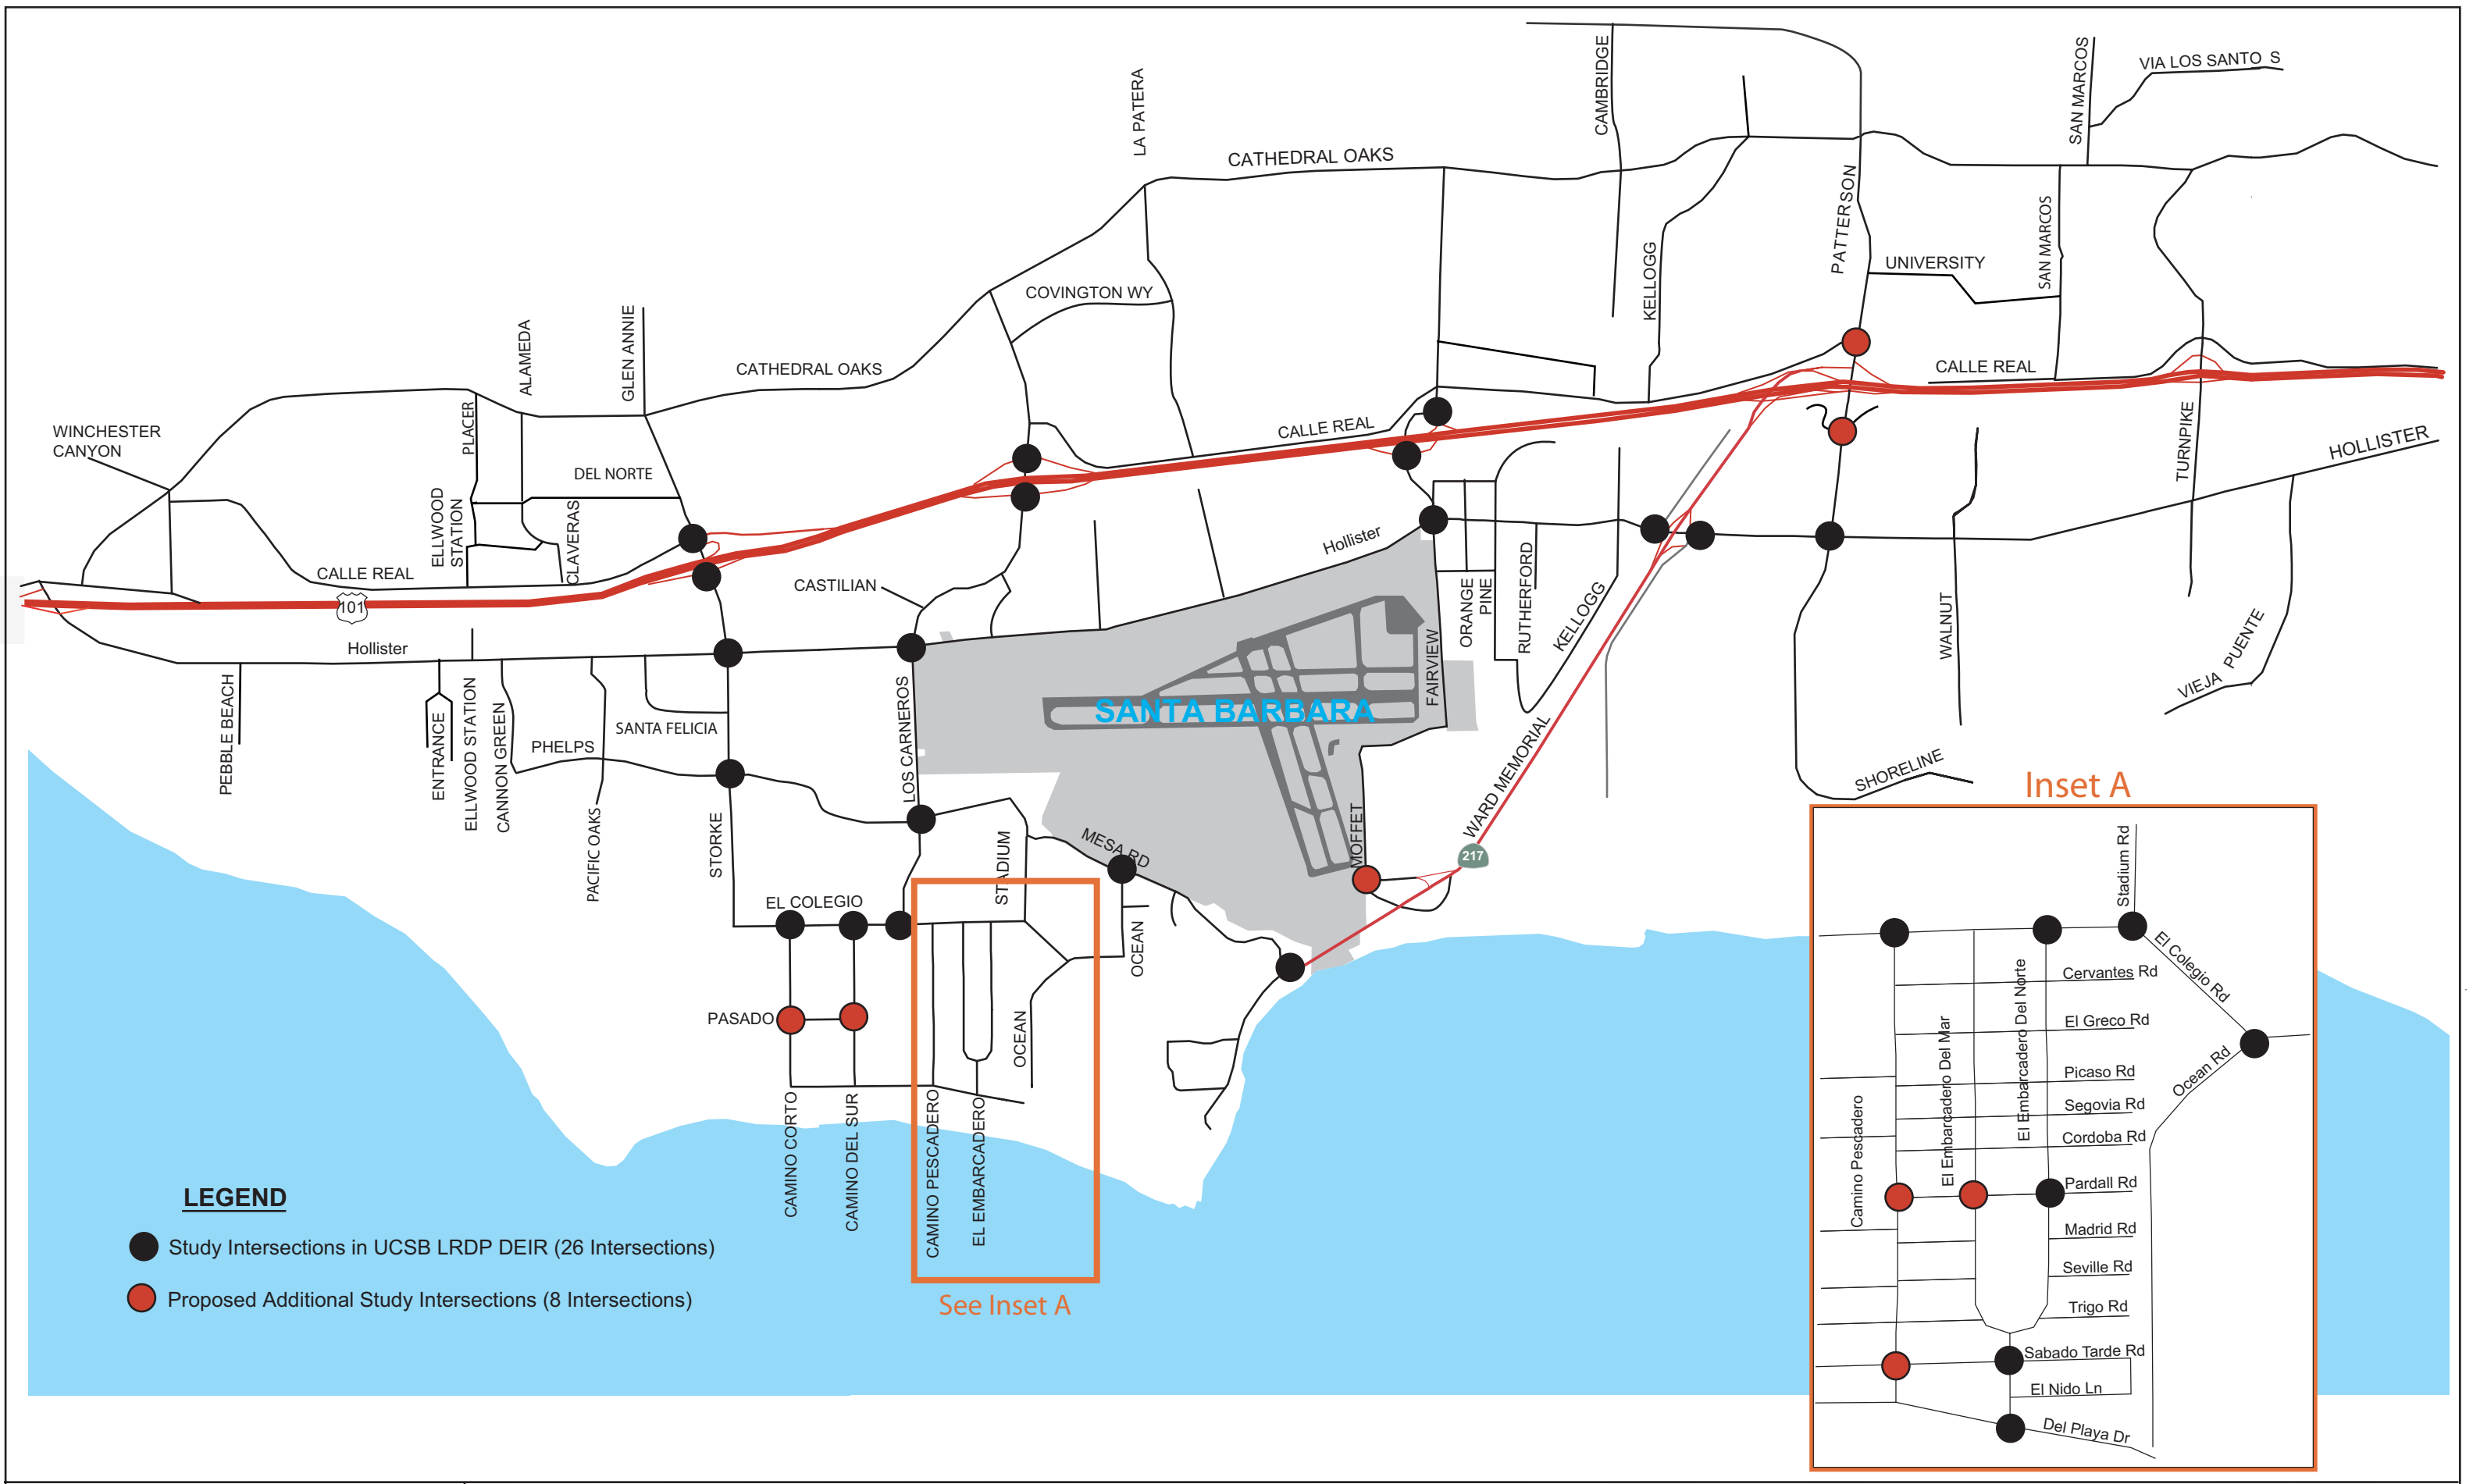 CAMBRIDGE
SAN MARCOS
VIA LOS SANTO S
LA PATERA
CATHEDRAL OAKS
PATTERSON
KELLOGG
UNIVERSITY
SAN MARCOS
COVINGTON WY
ALAMEDA
GLEN ANNIE
CATHEDRAL OAKS
CALLE REAL
WINCHESTER
CANYON
PLACER
DEL NORTE
CALLE REAL
TURNPIKE
HOLLISTER
ELLWOOD
STATION
CLAVERAS
CALLE REAL
101
CASTILIAN
Hollister
ORANGE
PINE
RUTHERFORD
KELLOGG
WALNUT
VIEJA PUENTE
Hollister
PEBBLE BEACH
ENTRANCE
ELLWOOD STATION
CANNON GREEN
PHELPS
PACIFIC OAKS
SANTA FELICIA
STORKE
LOS CARNEROS
SANTA BARBARA
FAIRVIEW
WARD MEMORIAL
217
SHORELINE
MOFFET
MESA RD
STADIUM
EL COLEGIO
OCEAN
PASADO
OCEAN
CAMINO CORTO
CAMINO DEL SUR
CAMINO PESCADERO
EL EMBARCADERO
See Inset A
Inset A
Stadium Rd
El Colegio Rd
Cervantes Rd
El Greco Rd
Ocean Rd
Picaso Rd
Segovia Rd
Cordoba Rd
Camino Pescadero
El Embarcadero Del Mar
El Embarcadero Del Norte
Pardall Rd
Madrid Rd
Seville Rd
Trigo Rd
Sabado Tarde Rd
El Nido Ln
Del Playa Dr
LEGEND
Study Intersections in UCSB LRDP DEIR (26 Intersections)
Proposed Additional Study Intersections (8 Intersections)